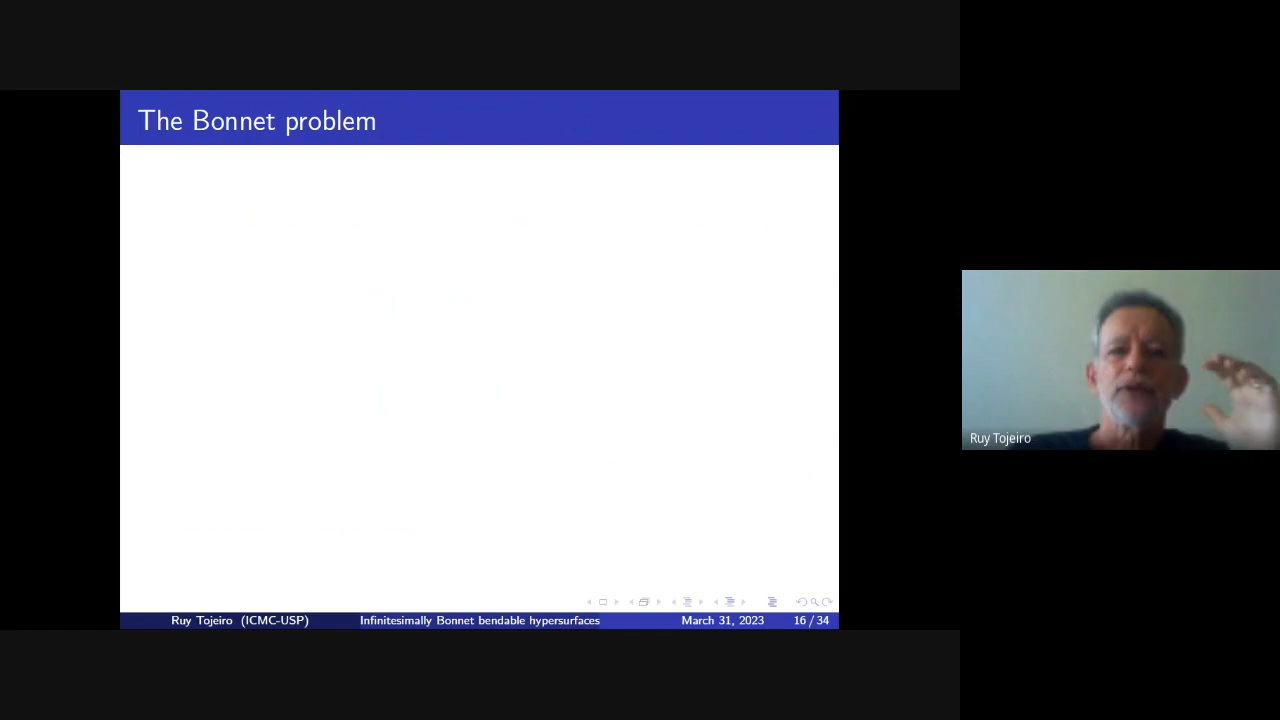 The Bonnet problem
Ruy Tojeiro
Ruy Tojeiro (ICMC-USP) Infinitesimally Bonnet bendable hypersurfaces March 31, 2023 16 / 34